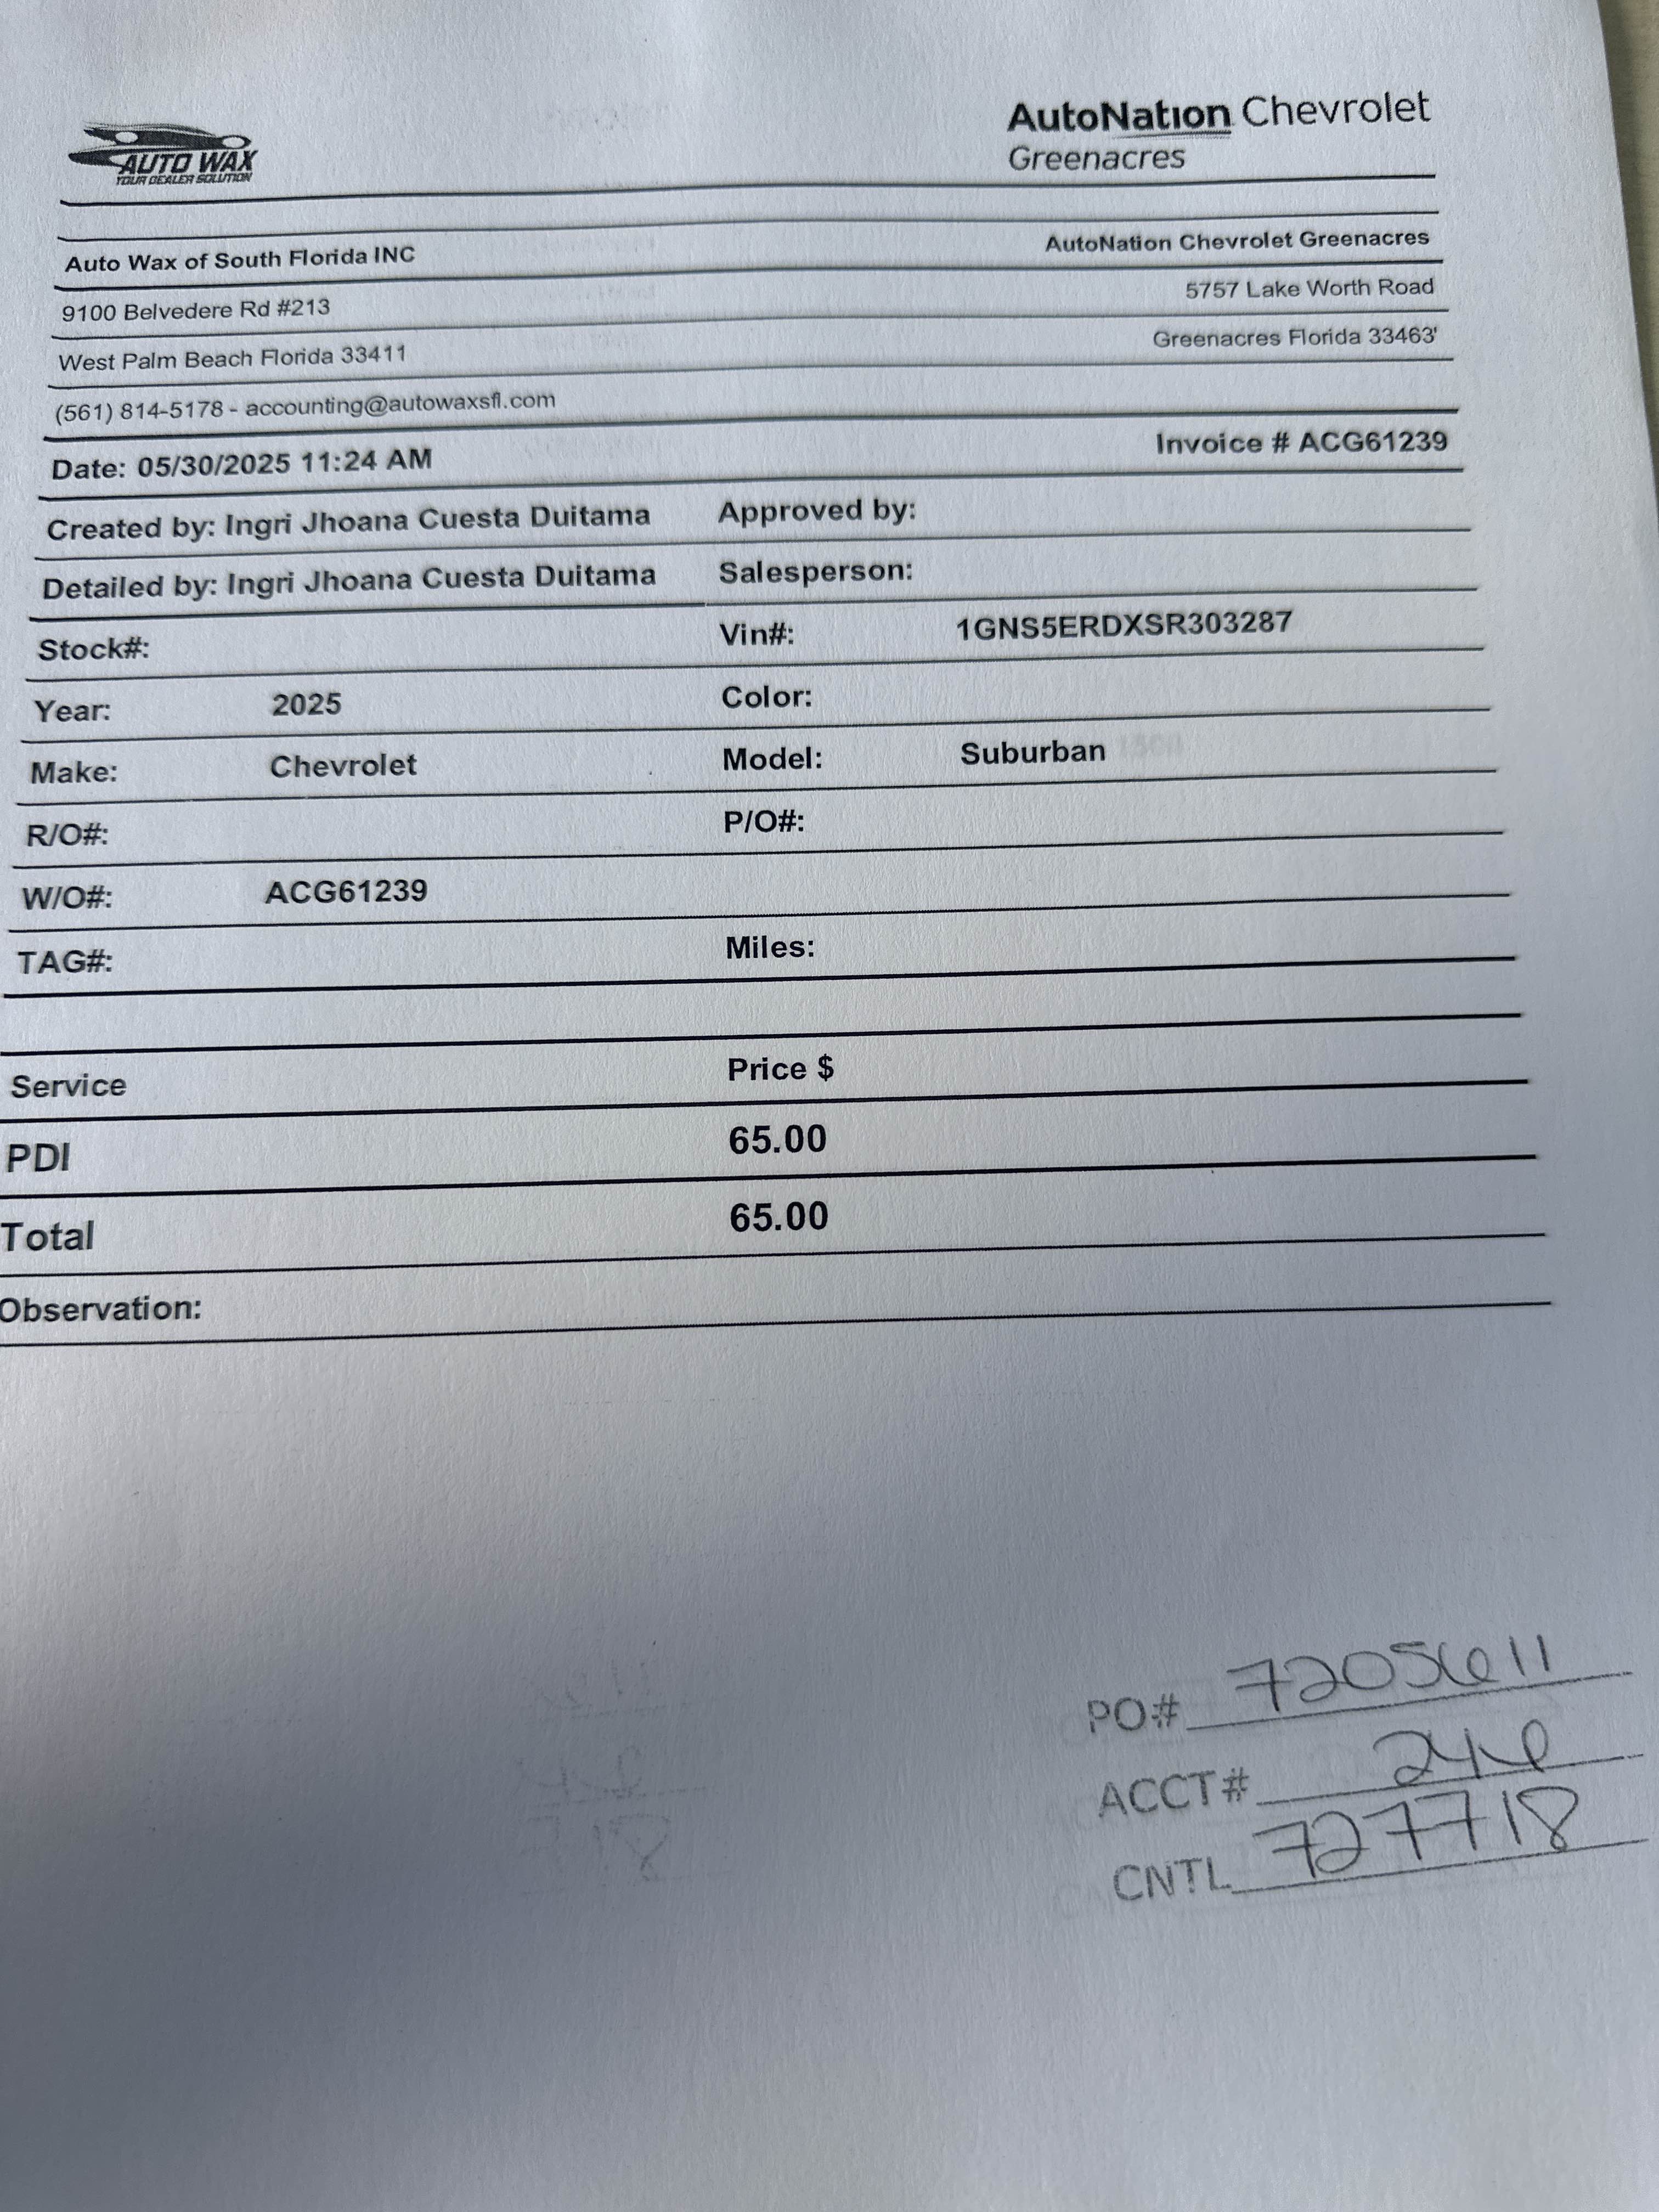 AUTO WAX
YOUR DEALER SOLUTION
AutoNation Chevrolet
Greenacres
Auto Wax of South Florida INC
AutoNation Chevrolet Greenacres
9100 Belvedere Rd #213
5757 Lake Worth Road
West Palm Beach Florida 33411
Greenacres Florida 33463'
(561) 814-5178 - accounting@autowaxsfl.com
Date: 05/30/2025 11:24 AM
Invoice # ACG61239
Created by: Ingri Jhoana Cuesta Duitama Approved by:
Detailed by: Ingri Jhoana Cuesta Duitama Salesperson:
Stock#: Vin#: 1GNS5ERDXSR303287
Year: 2025 Color:
Make: Chevrolet Model: Suburban
R/O#: P/O#:
W/O#: ACG61239
TAG#: Miles:
Service Price $
PDI 65.00
Total 65.00
Observation:
PO# 7205611
ACCT# 246
CNTL 727718